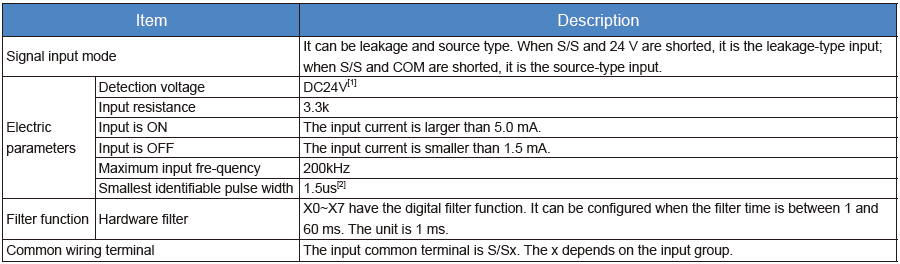 Item Description
Signal input mode
It can be leakage and source type. When S/S and 24 V are shorted, it is the leakage-type input;
when S/S and COM are shorted, it is the source-type input.
Electric
parameters
Detection voltage DC24V[1]
Input resistance 3.3k
Input is ON The input current is larger than 5.0 mA.
Input is OFF The input current is smaller than 1.5 mA.
Maximum input fre-quency 200kHz
Smallest identifiable pulse width 1.5us[2]
Filter function Hardware filter
X0~X7 have the digital filter function. It can be configured when the filter time is between 1 and
60 ms. The unit is 1 ms.
Common wiring terminal The input common terminal is S/Sx. The x depends on the input group.